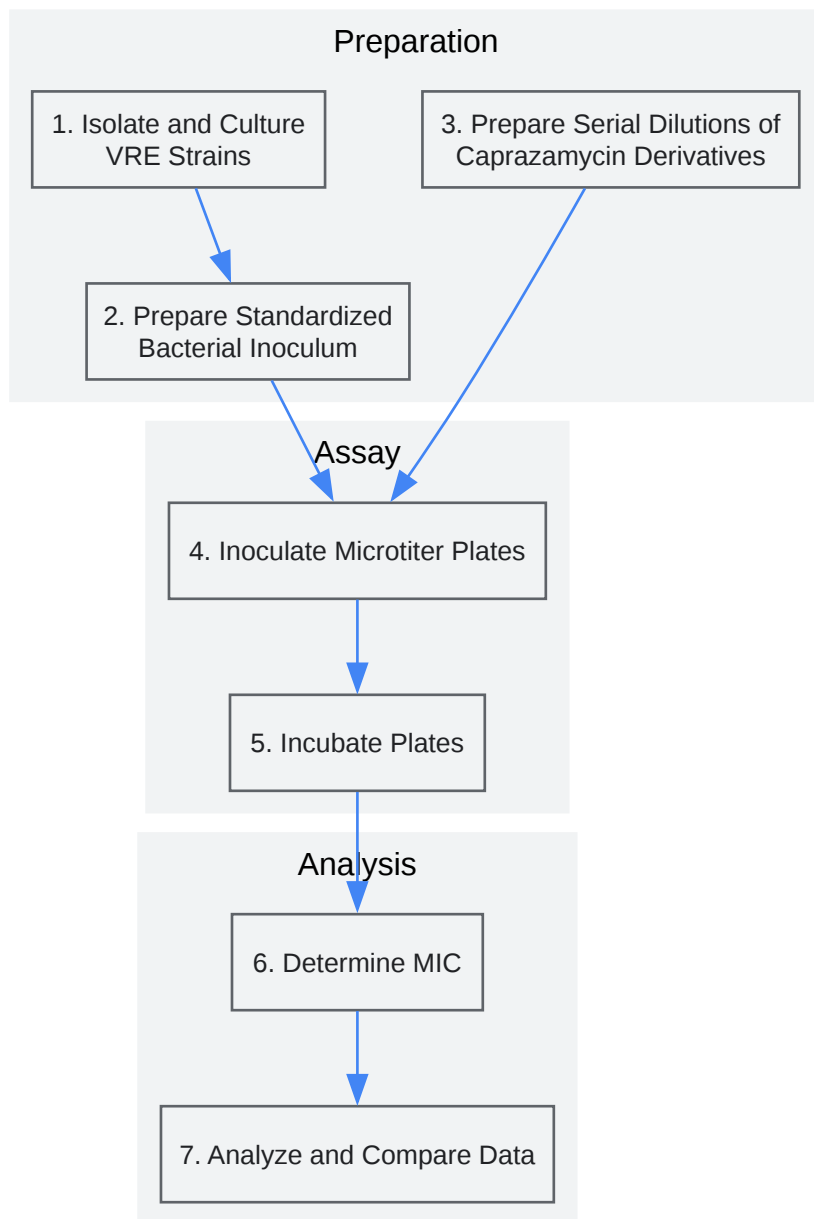 Preparation
1. Isolate and Culture
VRE Strains
3. Prepare Serial Dilutions of
Caprazamycin Derivatives
2. Prepare Standardized
Bacterial Inoculum
Assay
4. Inoculate Microtiter Plates
5. Incubate Plates
Analysis
6. Determine MIC
7. Analyze and Compare Data